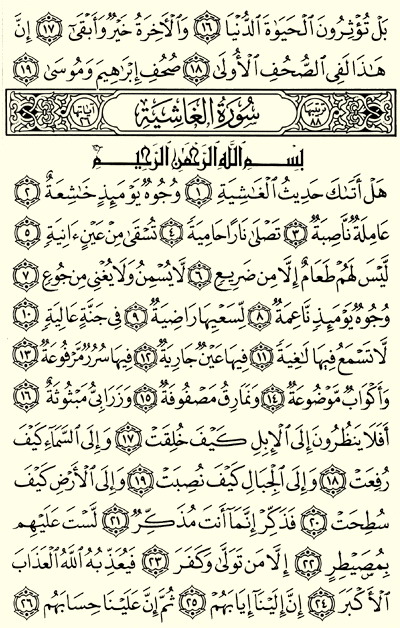 بَلۡ تُؤۡثِرُونَ ٱلۡحَيَوٰةَ ٱلدُّنۡيَا ١٦ وَٱلۡأٓخِرَةُ خَيۡرٞ وَأَبۡقَىٰٓ ١٧ إِنَّ
هَٰذَا لَفِي ٱلصُّحُفِ ٱلۡأُولَىٰ ١٨ صُحُفِ إِبۡرَٰهِيمَ وَمُوسَىٰ ١٩
ترتيبها ٨٨ سُورَةُ الغَاشِيَةِ آياتها ٢٦
بِسۡمِ ٱللَّهِ ٱلرَّحۡمَٰنِ ٱلرَّحِيمِ
هَلۡ أَتَىٰكَ حَدِيثُ ٱلۡغَٰشِيَةِ ١ وُجُوهٞ يَوۡمَئِذٍ خَٰشِعَةٌ ٢
عَامِلَةٞ نَّاصِبَةٞ ٣ تَصۡلَىٰ نَارًا حَامِيَةٗ ٤ تُسۡقَىٰ مِنۡ عَيۡنٍ ءَانِيَةٖ ٥
لَّيۡسَ لَهُمۡ طَعَامٌ إِلَّا مِن ضَرِيعٖ ٦ لَّا يُسۡمِنُ وَلَا يُغۡنِي مِن جُوعٖ ٧
وُجُوهٞ يَوۡمَئِذٖ نَّاعِمَةٞ ٨ لِّسَعۡيِهَا رَاضِيَةٞ ٩ فِي جَنَّةٍ عَالِيَةٖ ١٠
لَّا تَسۡمَعُ فِيهَا لَٰغِيَةٗ ١١ فِيهَا عَيۡنٞ جَارِيَةٞ ١٢ فِيهَا سُرُرٞ مَّرۡفُوعَةٞ ١٣
وَأَكۡوَابٞ مَّوۡضُوعَةٞ ١٤ وَنَمَارِقُ مَصۡفُوفَةٞ ١٥ وَزَرَابِيُّ مَبۡثُوثَةٌ ١٦
أَفَلَا يَنظُرُونَ إِلَى ٱلۡإِبِلِ كَيۡفَ خُلِقَتۡ ١٧ وَإِلَى ٱلسَّمَآءِ كَيۡفَ
رُفِعَتۡ ١٨ وَإِلَى ٱلۡجِبَالِ كَيۡفَ نُصِبَتۡ ١٩ وَإِلَى ٱلۡأَرۡضِ كَيۡفَ
سُطِحَتۡ ٢٠ فَذَكِّرۡ إِنَّمَآ أَنتَ مُذَكِّرٞ ٢١ لَّسۡتَ عَلَيۡهِم
بِمُصَيۡطِرٍ ٢٢ إِلَّا مَن تَوَلَّىٰ وَكَفَرَ ٢٣ فَيُعَذِّبُهُ ٱللَّهُ ٱلۡعَذَابَ
ٱلۡأَكۡبَرَ ٢٤ إِنَّ إِلَيۡنَآ إِيَابَهُمۡ ٢٥ ثُمَّ إِنَّ عَلَيۡنَا حِسَابَهُم ٢٦